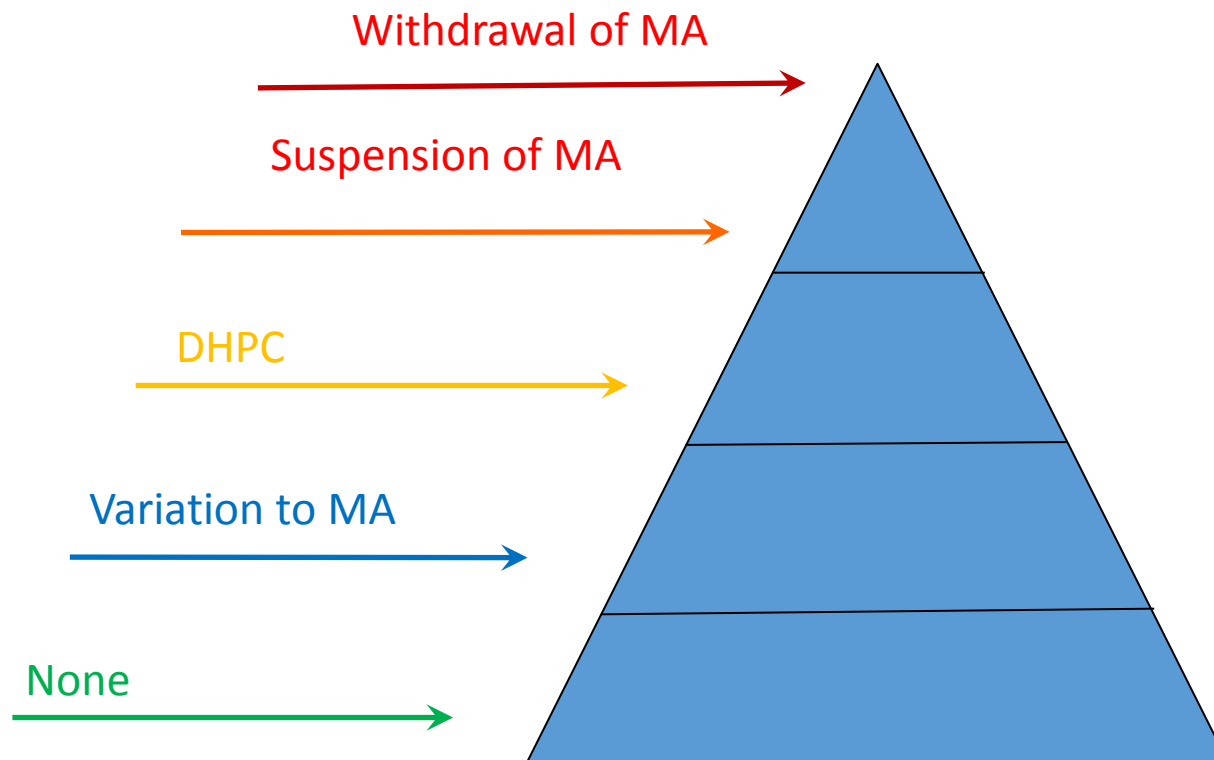 Withdrawal of MA
Suspension of MA
DHPC
Variation to MA
None